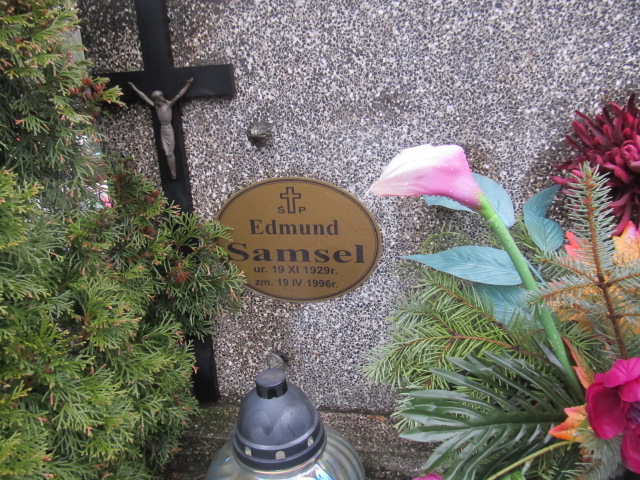 Ś P
Edmund
Samsel
ur. 19 XI 1929r.
zm. 19 IV 1996r.